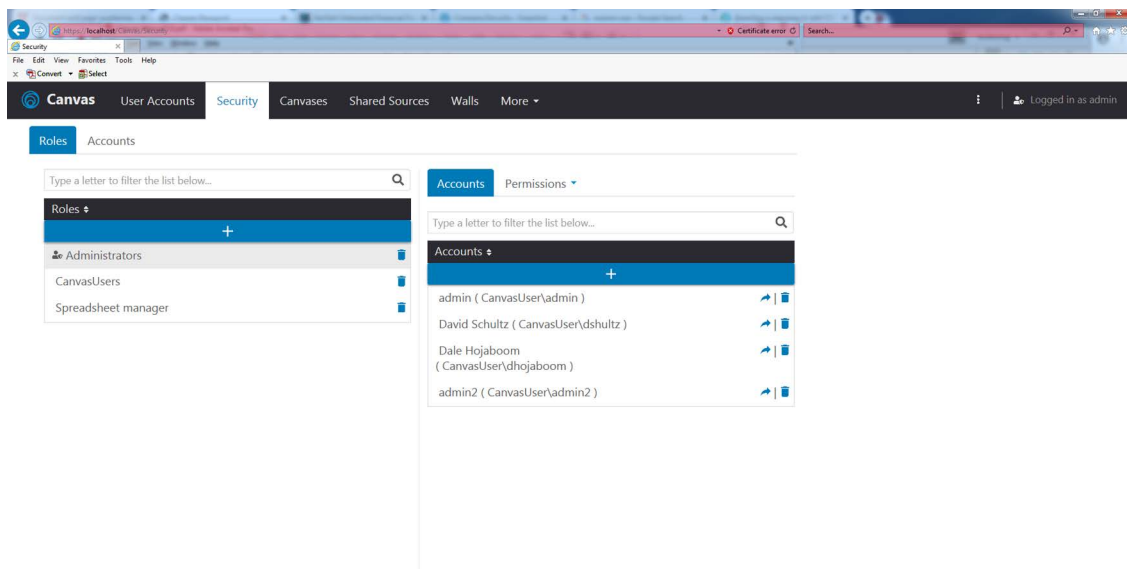 https://localhost/Canvas/Security
Certificate error
Search...
Security
File Edit View Favorites Tools Help
x Convert Select
Canvas User Accounts Security Canvases Shared Sources Walls More Logged in as admin
Roles Accounts
Type a letter to filter the list below...
Roles
+
Administrators
CanvasUsers
Spreadsheet manager
Accounts Permissions
Type a letter to filter the list below...
Accounts
+
admin ( CanvasUser\admin )
David Schultz ( CanvasUser\dshultz )
Dale Hojaboom
( CanvasUser\dhojaboom )
admin2 ( CanvasUser\admin2 )